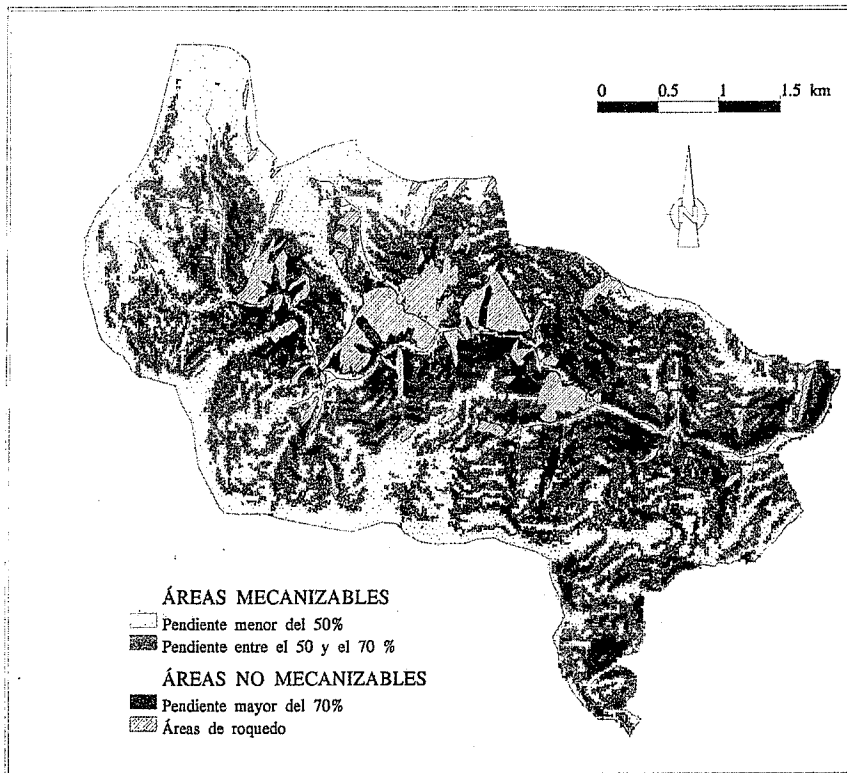 0 0.5 1 1.5 km
N
ÁREAS MECANIZABLES
Pendiente menor del 50%
Pendiente entre el 50 y el 70 %
ÁREAS NO MECANIZABLES
Pendiente mayor del 70%
Áreas de roquedo